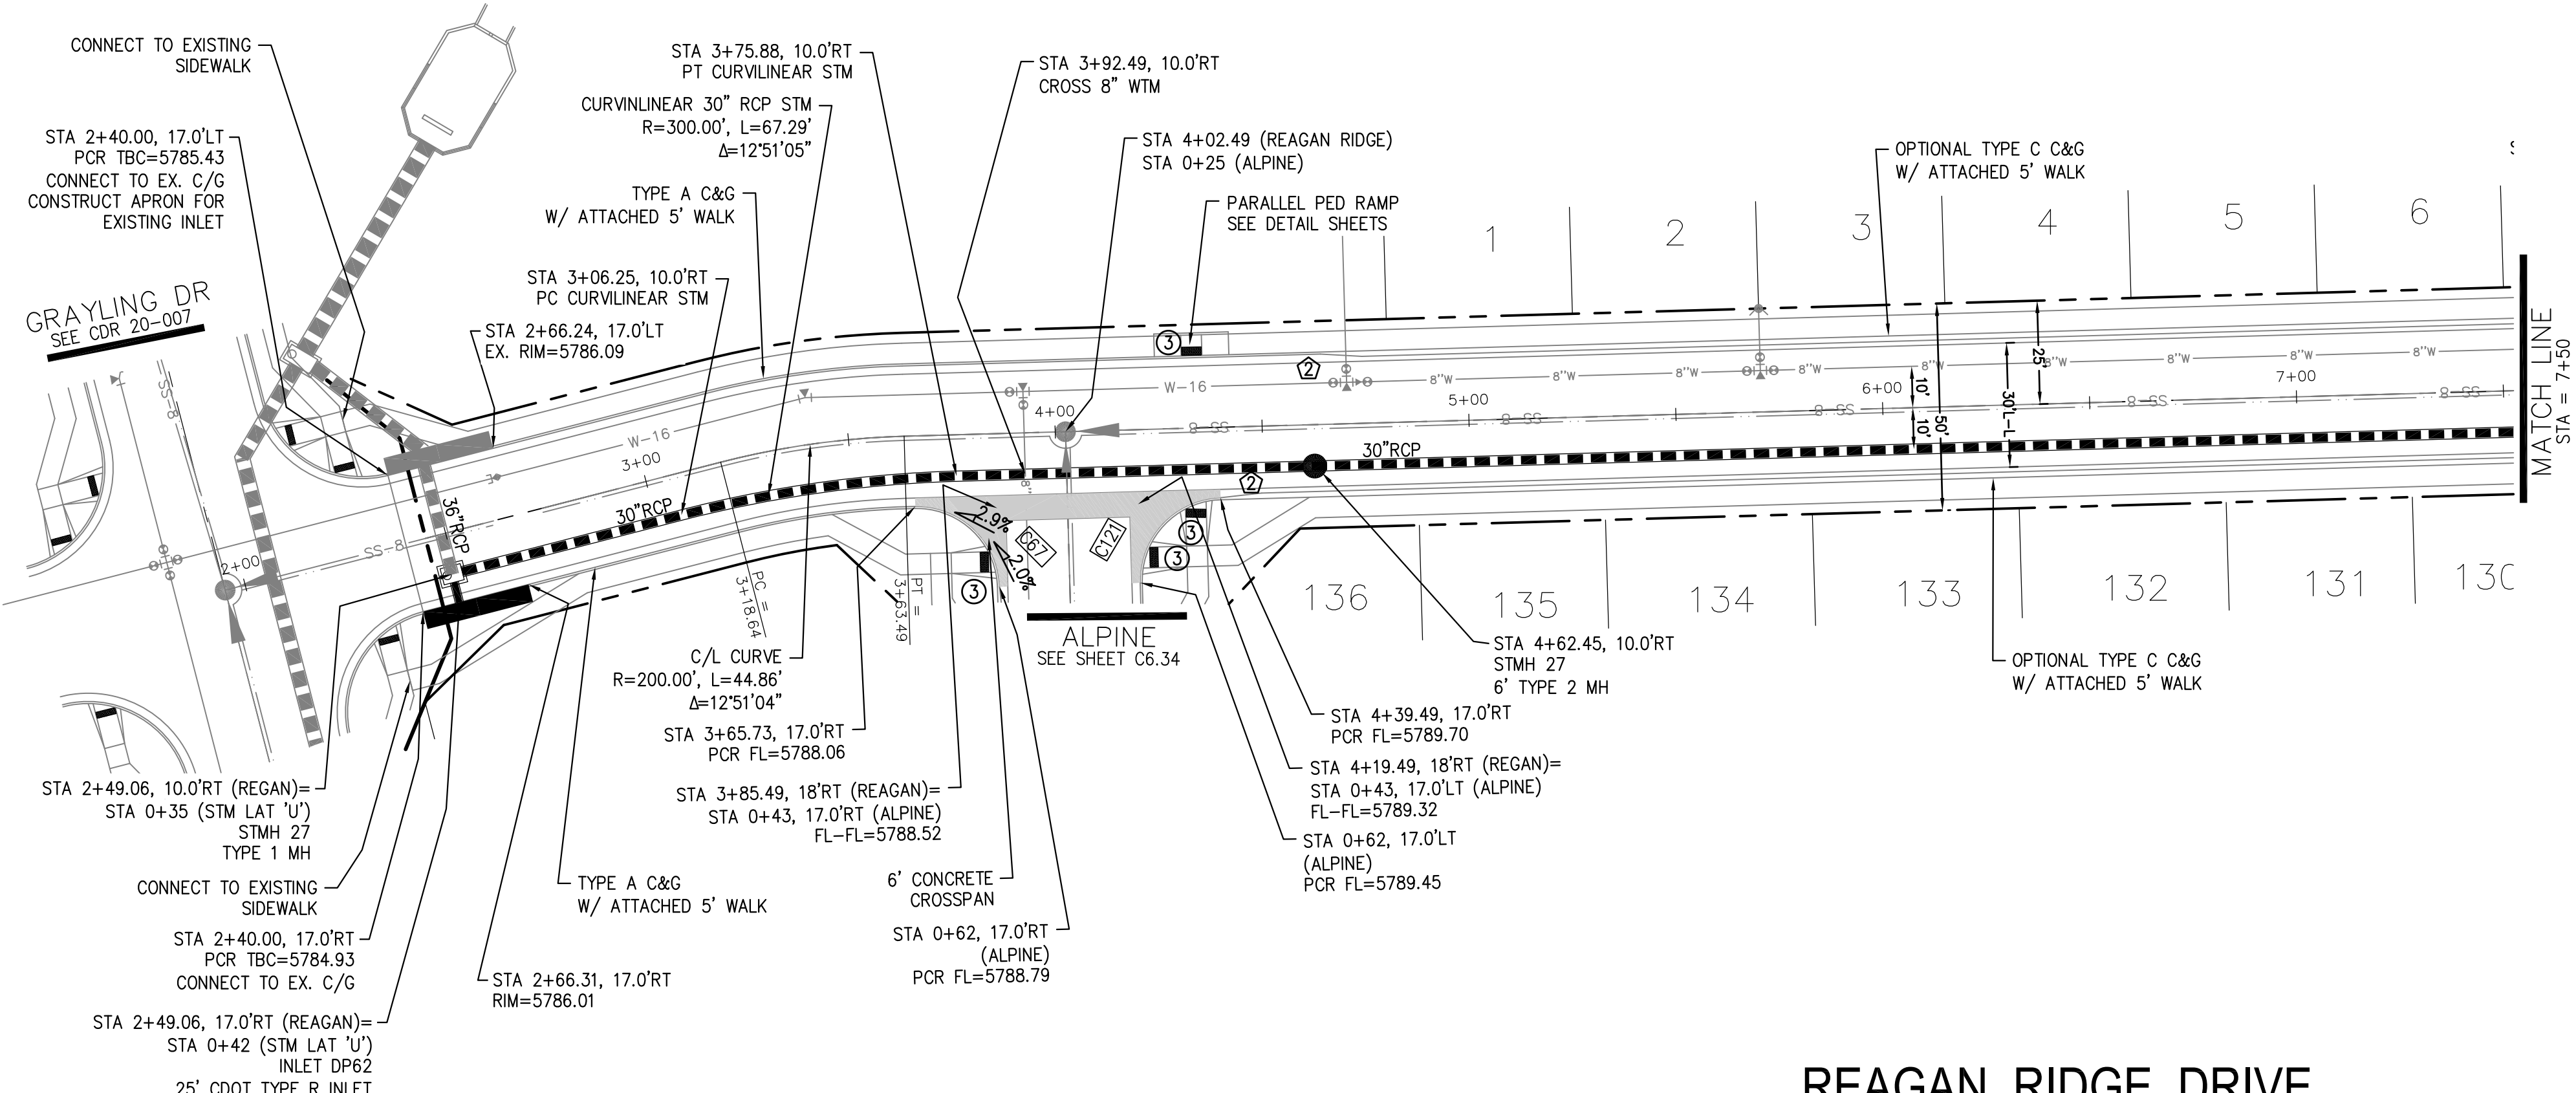 CONNECT TO EXISTING
SIDEWALK
STA 2+40.00, 17.0'LT
PCR TBC=5785.43
CONNECT TO EX. C/G
CONSTRUCT APRON FOR
EXISTING INLET
GRAYLING DR
SEE CDR 20-007
STA 3+75.88, 10.0'RT
PT CURVILINEAR STM
CURVINLINEAR 30" RCP STM
R=300.00', L=67.29'
Δ=12°51'05"
TYPE A C&G
W/ ATTACHED 5' WALK
STA 3+06.25, 10.0'RT
PC CURVILINEAR STM
STA 2+66.24, 17.0'LT
EX. RIM=5786.09
STA 3+92.49, 10.0'RT
CROSS 8" WTM
STA 4+02.49 (REAGAN RIDGE)
STA 0+25 (ALPINE)
PARALLEL PED RAMP
SEE DETAIL SHEETS
OPTIONAL TYPE C C&G
W/ ATTACHED 5' WALK
1
2
3
4
5
6
MATCH LINE
STA = 7+50
3
2
W-16
8"W
8"W
8"W
8"W
8"W
8"W
8"W
8"W
W-16
SS-8
SS-8
8-SS
8-SS
8-SS
8-SS
8-SS
2+00
3+00
4+00
5+00
6+00
7+00
25'
10'
10'
50'
30'L-L
36"RCP
30"RCP
30"RCP
8"
2
2.9%
2.0%
C67
C121
3
3
3
PC =
3+18.64
PT =
3+63.49
136
135
134
133
132
131
ALPINE
SEE SHEET C6.34
C/L CURVE
R=200.00', L=44.86'
Δ=12°51'04"
STA 3+65.73, 17.0'RT
PCR FL=5788.06
STA 3+85.49, 18'RT (REAGAN)=
STA 0+43, 17.0'RT (ALPINE)
FL-FL=5788.52
6' CONCRETE
CROSSPAN
STA 0+62, 17.0'RT
(ALPINE)
PCR FL=5788.79
STA 4+62.45, 10.0'RT
STMH 27
6' TYPE 2 MH
STA 4+39.49, 17.0'RT
PCR FL=5789.70
STA 4+19.49, 18'RT (REGAN)=
STA 0+43, 17.0'LT (ALPINE)
FL-FL=5789.32
STA 0+62, 17.0'LT
(ALPINE)
PCR FL=5789.45
OPTIONAL TYPE C C&G
W/ ATTACHED 5' WALK
STA 2+49.06, 10.0'RT (REGAN)=
STA 0+35 (STM LAT 'U')
STMH 27
TYPE 1 MH
CONNECT TO EXISTING
SIDEWALK
STA 2+40.00, 17.0'RT
PCR TBC=5784.93
CONNECT TO EX. C/G
STA 2+49.06, 17.0'RT (REAGAN)=
STA 0+42 (STM LAT 'U')
INLET DP62
25' CDOT TYPE R INLET
TYPE A C&G
W/ ATTACHED 5' WALK
STA 2+66.31, 17.0'RT
RIM=5786.01
REAGAN RIDGE DRIVE